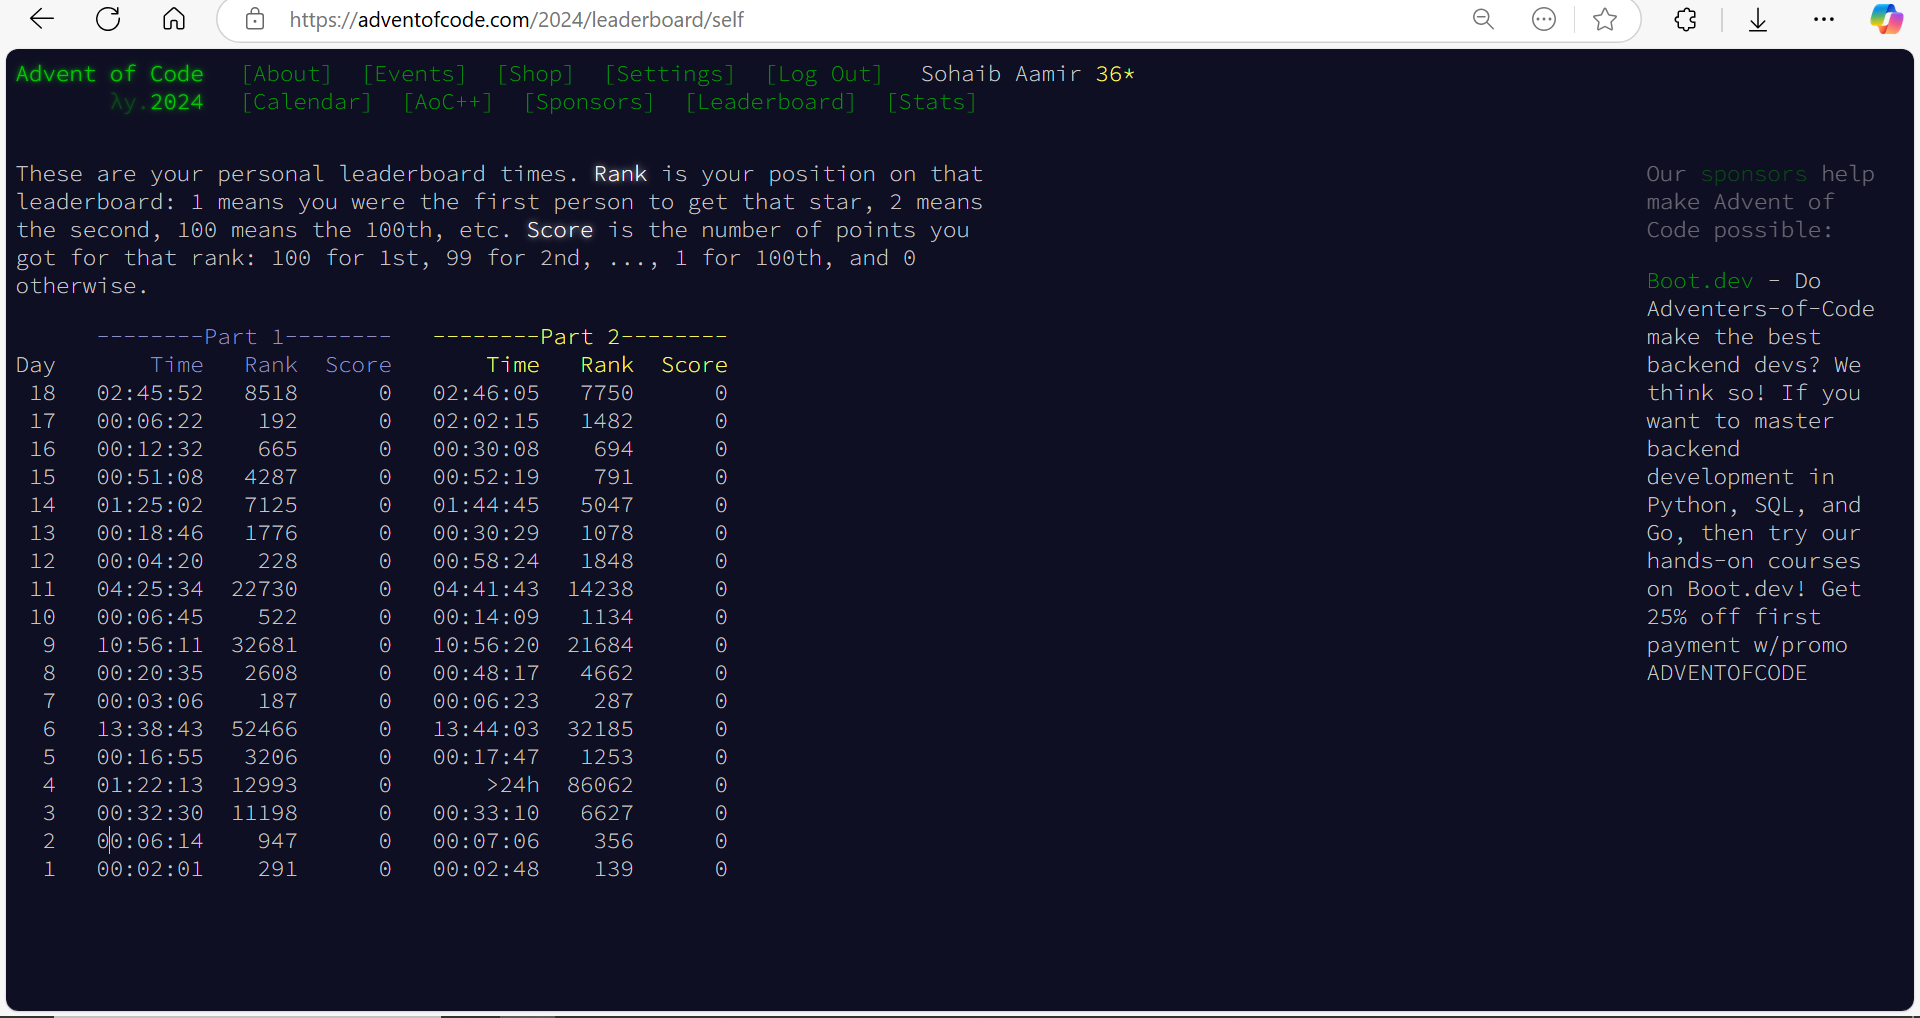 https://adventofcode.com/2024/leaderboard/self
Advent of Code [About] [Events] [Shop] [Settings] [Log Out] Sohaib Aamir 36*
λy.2024 [Calendar] [AoC++] [Sponsors] [Leaderboard] [Stats]
These are your personal leaderboard times. Rank is your position on that
leaderboard: 1 means you were the first person to get that star, 2 means
the second, 100 means the 100th, etc. Score is the number of points you
got for that rank: 100 for 1st, 99 for 2nd, ..., 1 for 100th, and 0
otherwise.
--------Part 1-------- --------Part 2--------
Day Time Rank Score Time Rank Score
18 02:45:52 8518 0 02:46:05 7750 0
17 00:06:22 192 0 02:02:15 1482 0
16 00:12:32 665 0 00:30:08 694 0
15 00:51:08 4287 0 00:52:19 791 0
14 01:25:02 7125 0 01:44:45 5047 0
13 00:18:46 1776 0 00:30:29 1078 0
12 00:04:20 228 0 00:58:24 1848 0
11 04:25:34 22730 0 04:41:43 14238 0
10 00:06:45 522 0 00:14:09 1134 0
9 10:56:11 32681 0 10:56:20 21684 0
8 00:20:35 2608 0 00:48:17 4662 0
7 00:03:06 187 0 00:06:23 287 0
6 13:38:43 52466 0 13:44:03 32185 0
5 00:16:55 3206 0 00:17:47 1253 0
4 01:22:13 12993 0 >24h 86062 0
3 00:32:30 11198 0 00:33:10 6627 0
2 00:06:14 947 0 00:07:06 356 0
1 00:02:01 291 0 00:02:48 139 0
Our sponsors help
make Advent of
Code possible:
Boot.dev - Do
Adventers-of-Code
make the best
backend devs? We
think so! If you
want to master
backend
development in
Python, SQL, and
Go, then try our
hands-on courses
on Boot.dev! Get
25% off first
payment w/promo
ADVENTOFCODE